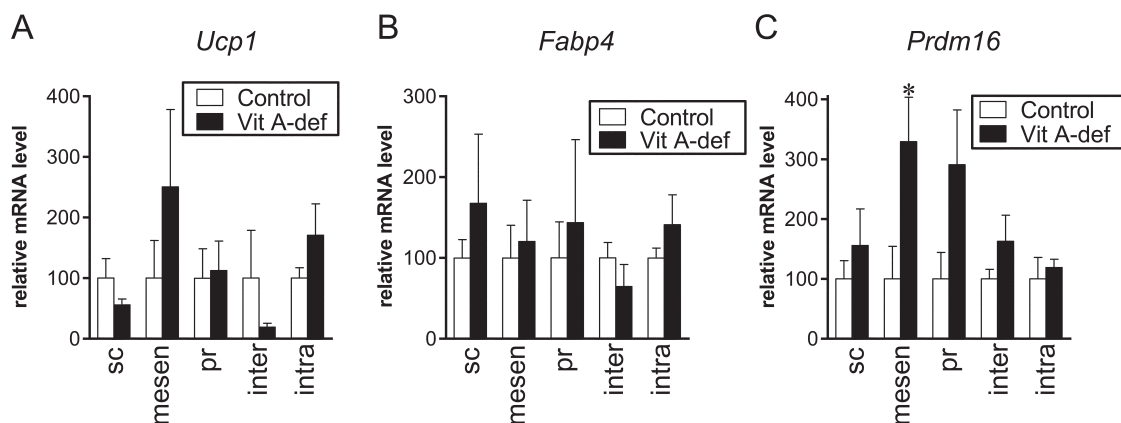 A
Ucp1
relative mRNA level
400
300
200
100
0
Control
Vit A-def
sc
mesen
pr
inter
intra
B
Fabp4
relative mRNA level
300
200
100
0
Control
Vit A-def
sc
mesen
pr
inter
intra
C
Prdm16
relative mRNA level
400
300
200
100
0
*
Control
Vit A-def
sc
mesen
pr
inter
intra